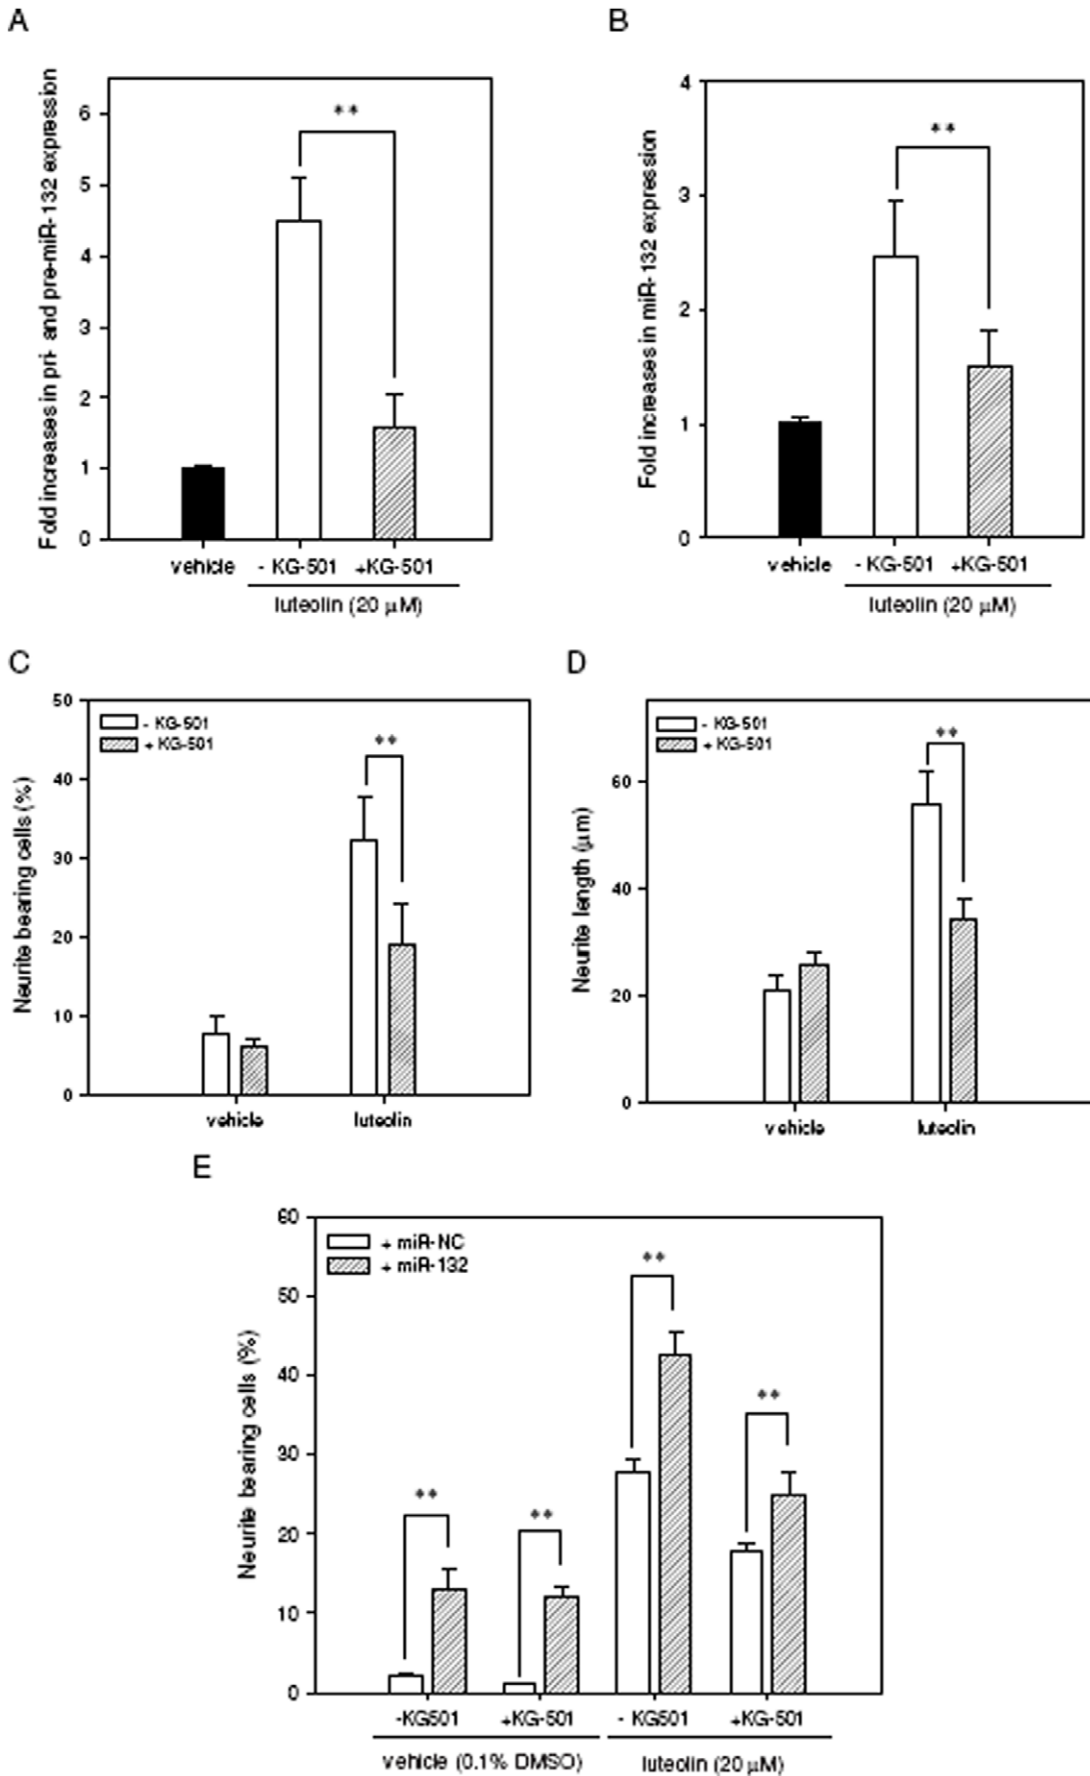 A
Fold increases in pri- and pre-miR-132 expression
6
5
4
3
2
1
0
**
vehicle - KG-501 +KG-501
luteolin (20 μM)
B
Fold increases in miR-132 expression
4
3
2
1
0
**
vehicle - KG-501 +KG-501
luteolin (20 μM)
C
Neurite bearing cells (%)
50
40
30
20
10
0
- KG-501
+ KG-501
**
vehicle luteolin
D
Neurite length (μm)
60
40
20
0
- KG-501
+ KG-501
**
vehicle luteolin
E
Neurite bearing cells (%)
60
50
40
30
20
10
0
+ miR-NC
+ miR-132
**
**
**
**
-KG501 +KG-501 - KG501 +KG-501
vehicle (0.1% DMSO) luteolin (20 μM)